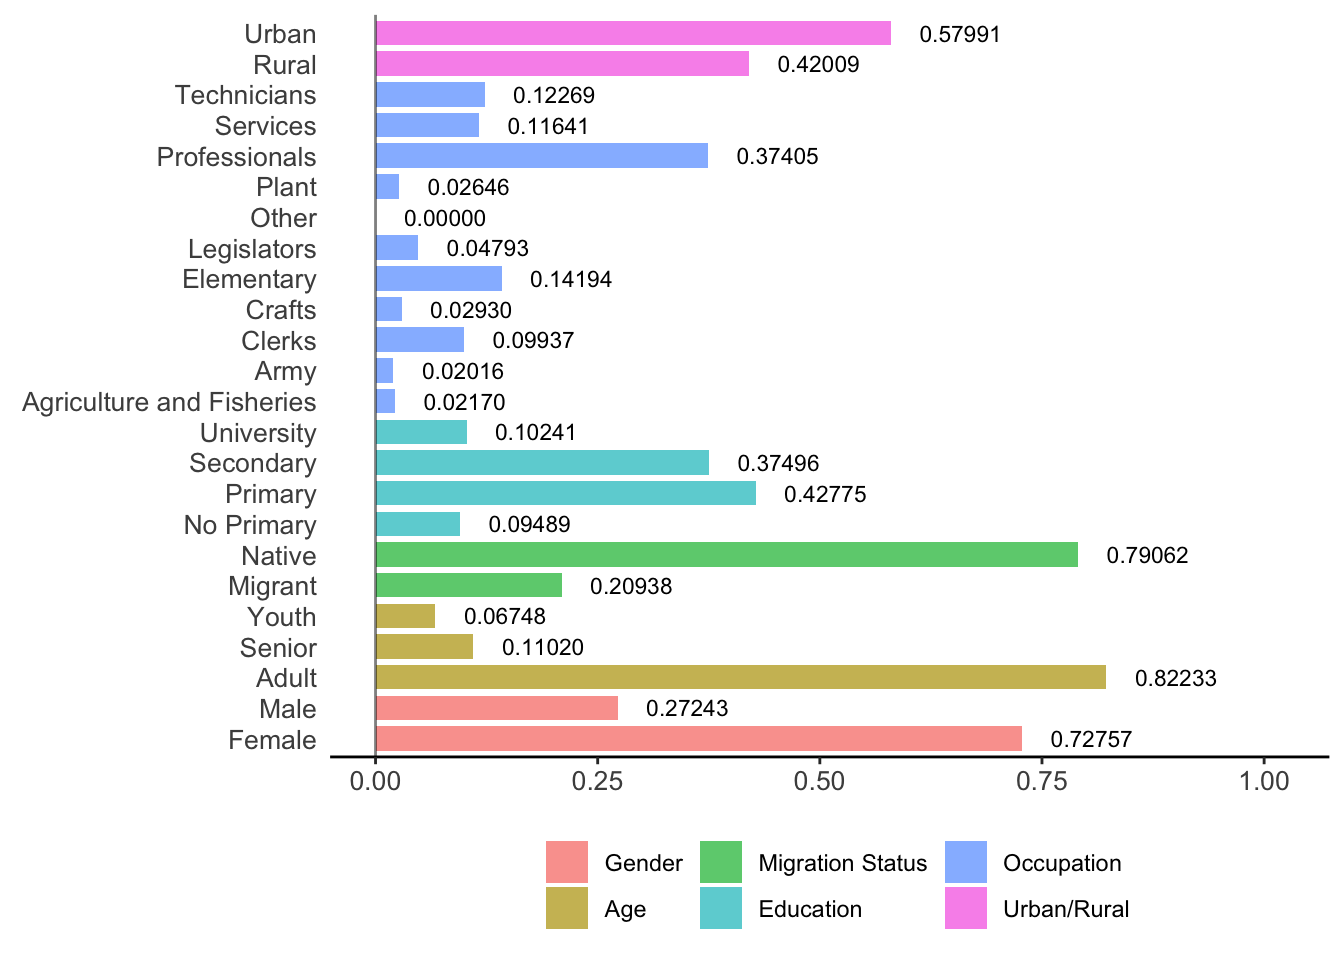 Urban 0.57991
Rural 0.42009
Technicians 0.12269
Services 0.11641
Professionals 0.37405
Plant 0.02646
Other 0.00000
Legislators 0.04793
Elementary 0.14194
Crafts 0.02930
Clerks 0.09937
Army 0.02016
Agriculture and Fisheries 0.02170
University 0.10241
Secondary 0.37496
Primary 0.42775
No Primary 0.09489
Native 0.79062
Migrant 0.20938
Youth 0.06748
Senior 0.11020
Adult 0.82233
Male 0.27243
Female 0.72757
0.00 0.25 0.50 0.75 1.00
Gender Migration Status Occupation
Age Education Urban/Rural